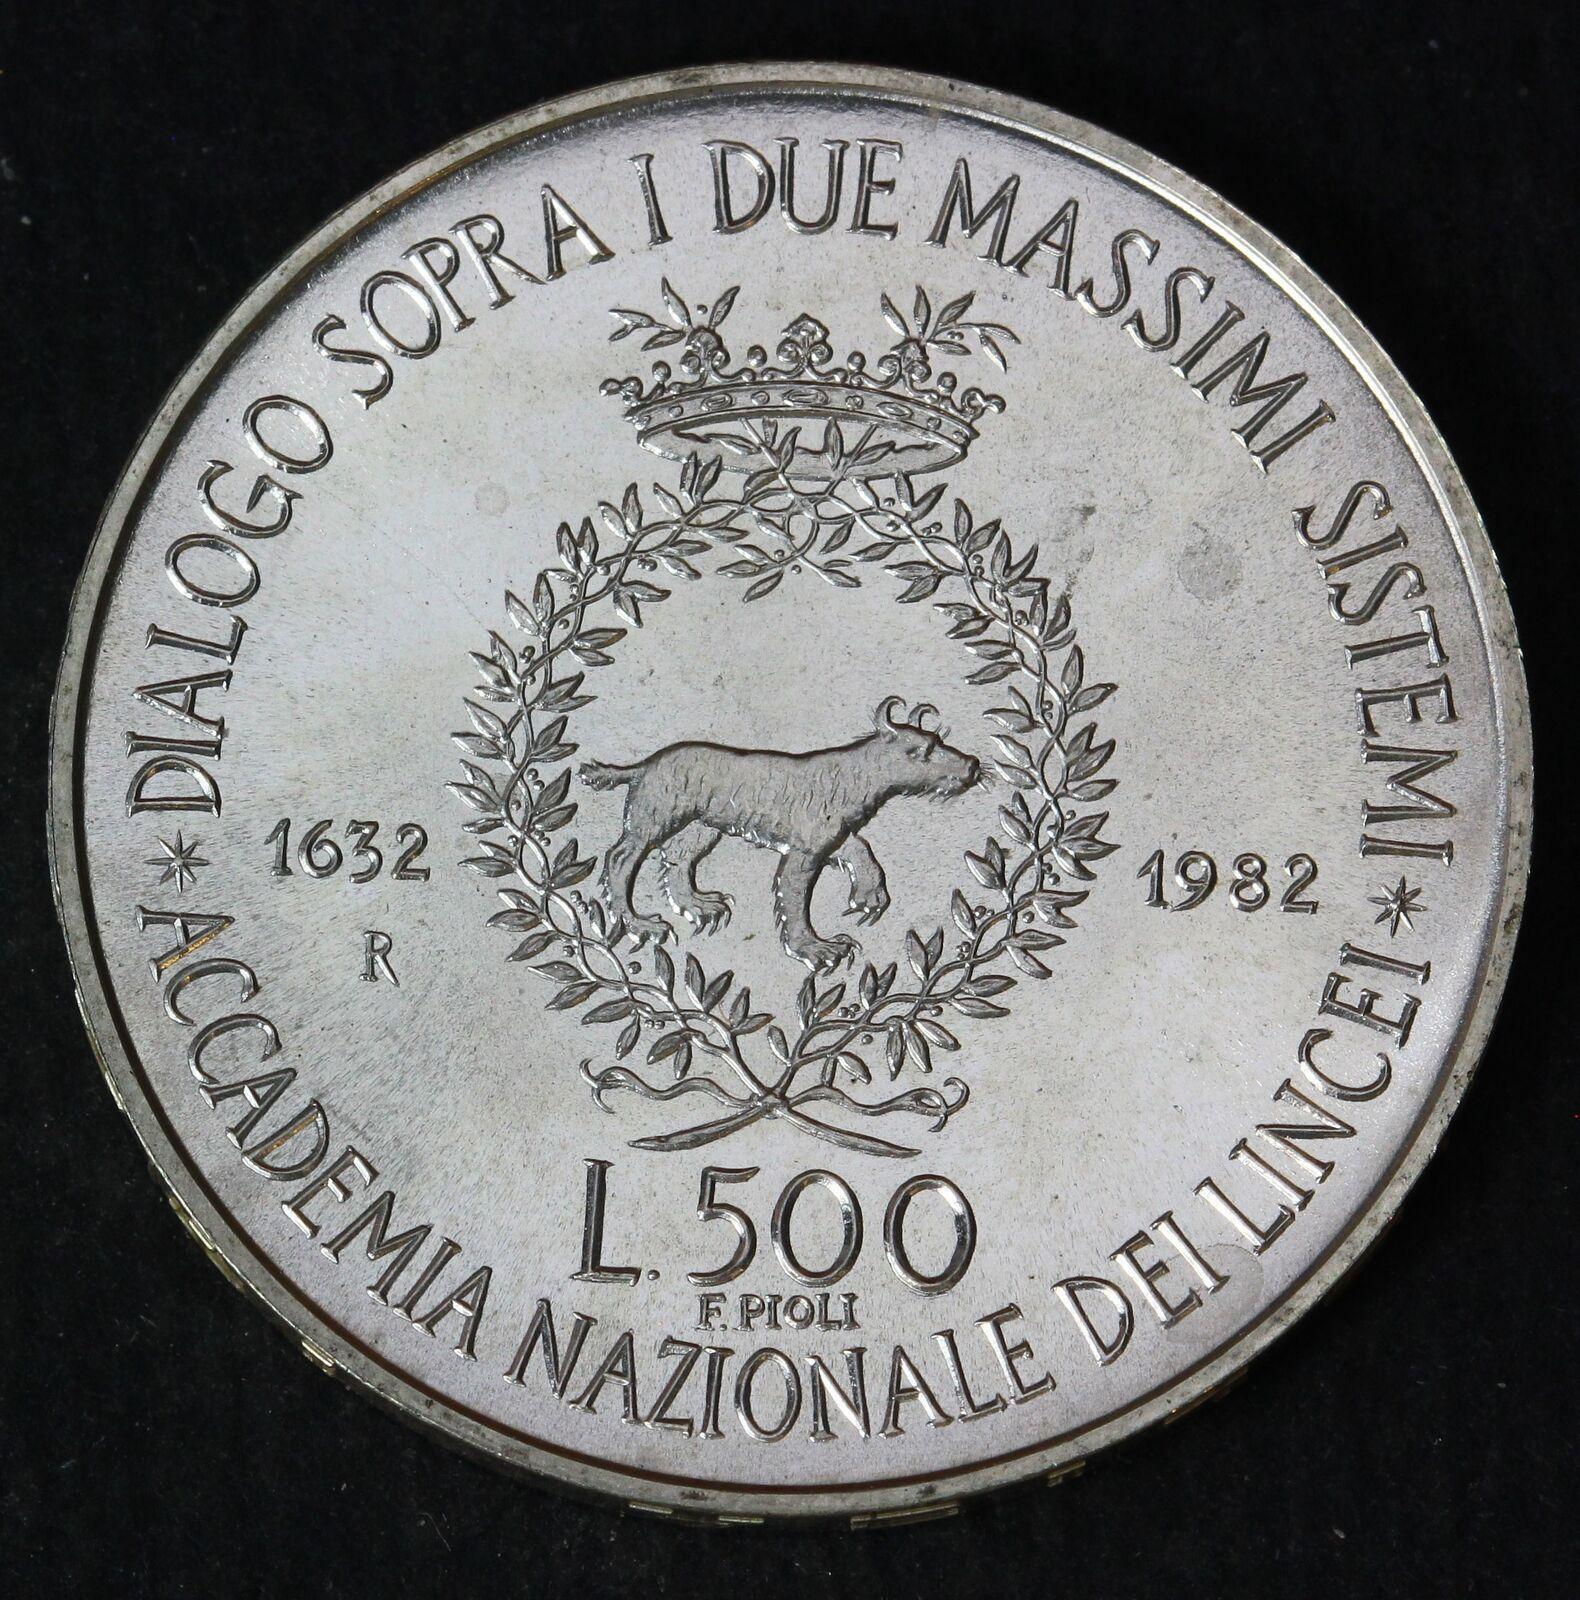 DIALOGO SOPRA I DUE MASSIMI SISTEMI
1632 1982
R
L.500
F.PIOLI
ACCADEMIA NAZIONALE DEI LINCEI